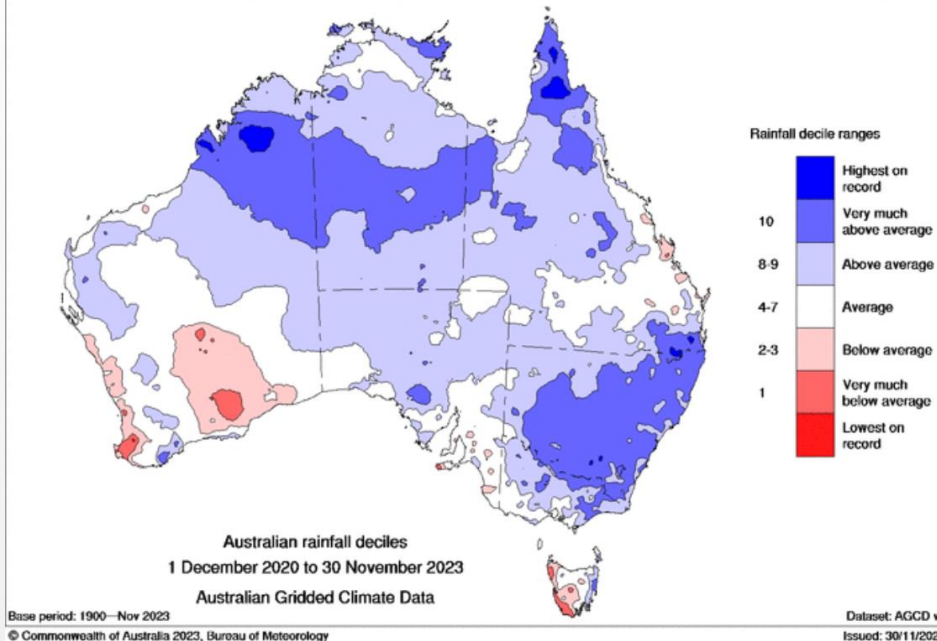 Rainfall decile ranges
Highest on
record
10
Very much
above average
8-9
Above average
4-7
Average
2-3
Below average
1
Very much
below average
Lowest on
record
Australian rainfall deciles
1 December 2020 to 30 November 2023
Australian Gridded Climate Data
Base period: 1900—Nov 2023
Dataset: AGCD
© Commonwealth of Australia 2023, Bureau of Meteorology
Issued: 30/11/202